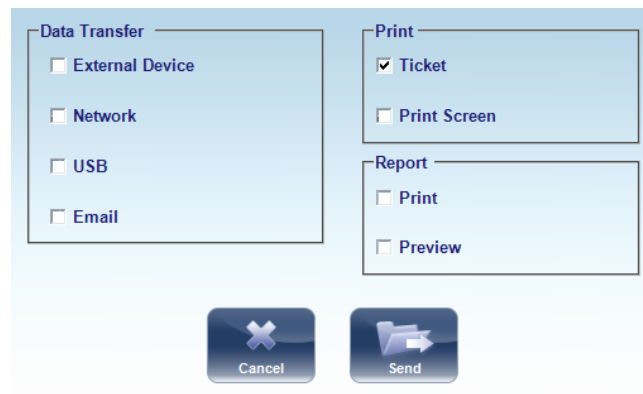 Data Transfer
External Device
Network
USB
Email
Print
Ticket
Print Screen
Report
Print
Preview
Cancel
Send